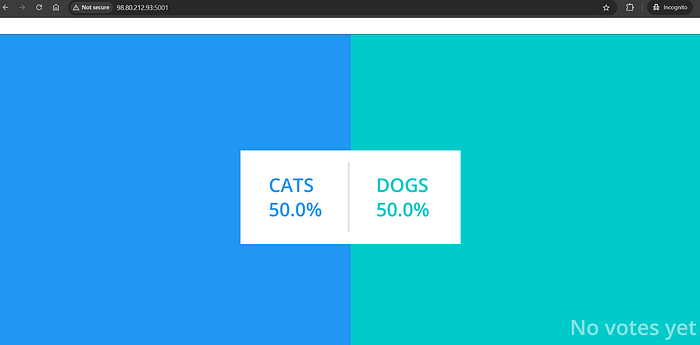 Not secure 98.80.212.93:5001 Incognito
CATS DOGS
50.0% 50.0%
No votes yet